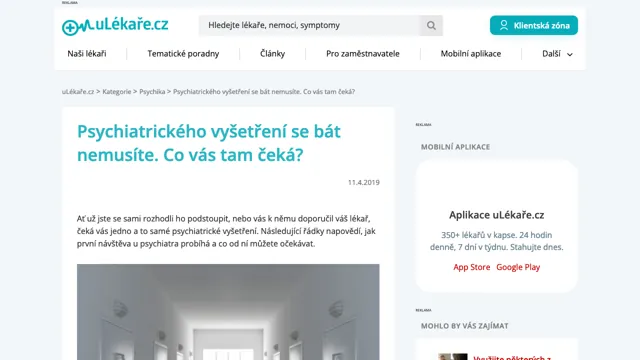 REKLAMA
uLékaře.cz
Hledejte lékaře, nemoci, symptomy
Klientská zóna
Naši lékaři
Tematické poradny
Články
Pro zaměstnavatele
Mobilní aplikace
Další
uLékaře.cz > Kategorie > Psychika > Psychiatrického vyšetření se bát nemusíte. Co vás tam čeká?
Psychiatrického vyšetření se bát
nemusíte. Co vás tam čeká?
11.4.2019
Ať už jste se sami rozhodli ho podstoupit, nebo vás k němu doporučil váš lékař,
čeká vás jedno a to samé psychiatrické vyšetření. Následující řádky napovědí, jak
první návštěva u psychiatra probíhá a co od ní můžete očekávat.
REKLAMA
MOBILNÍ APLIKACE
Aplikace uLékaře.cz
350+ lékařů v kapse. 24 hodin
denně, 7 dní v týdnu. Stahujte dnes.
App Store Google Play
REKLAMA
MOHLO BY VÁS ZAJÍMAT
Využijte některých z